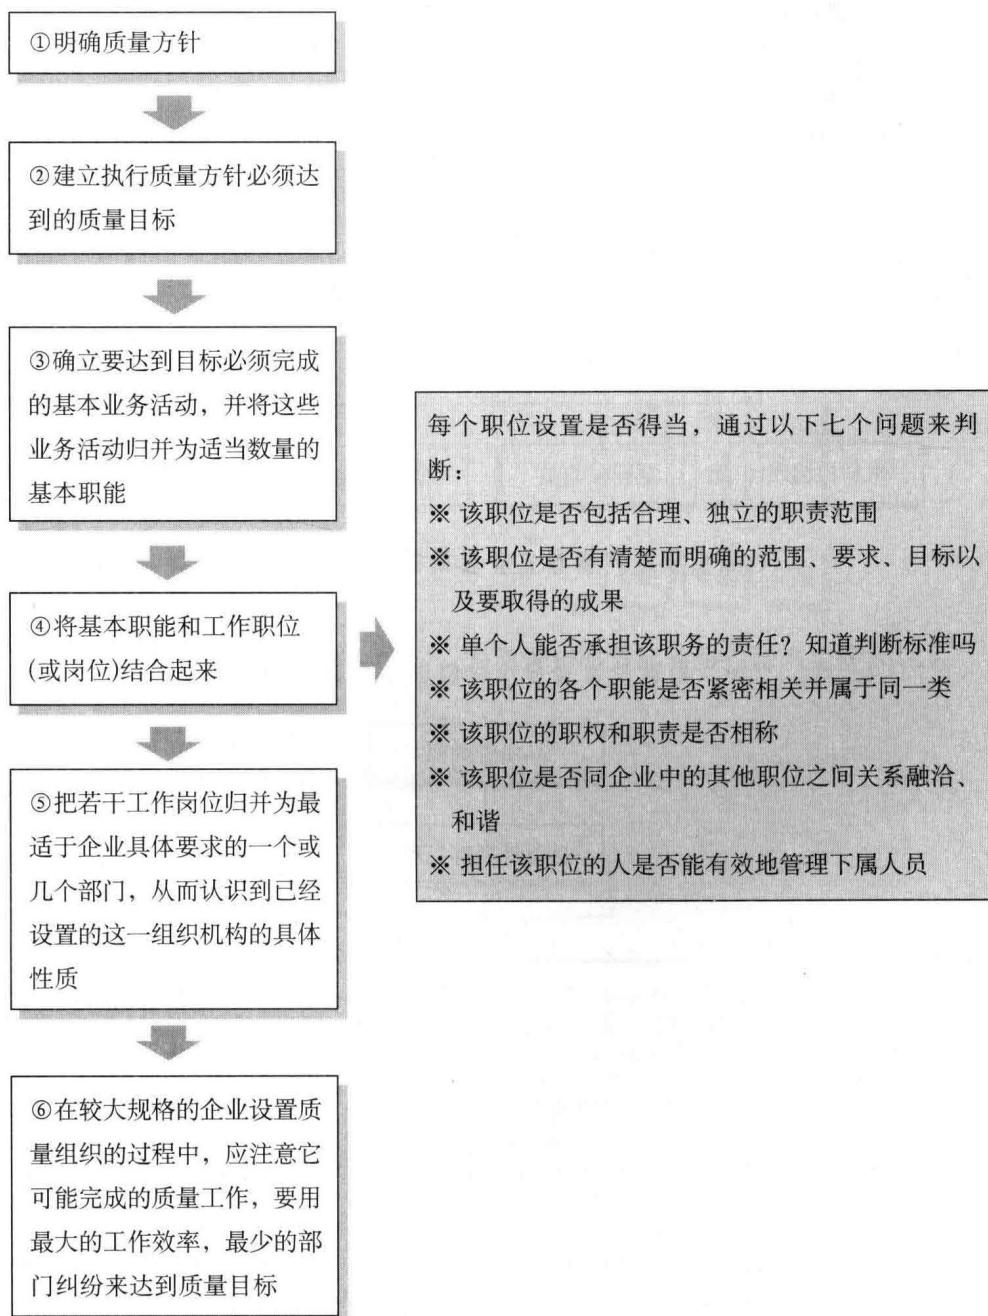 ①明确质量方针
②建立执行质量方针必须达
到的质量目标
③确立要达到目标必须完成
的基本业务活动，并将这些
业务活动归并为适当数量的
基本职能
④将基本职能和工作职位
(或岗位)结合起来
每个职位设置是否得当，通过以下七个问题来判
断：
※ 该职位是否包括合理、独立的职责范围
※ 该职位是否有清楚而明确的范围、要求、目标以
及要取得的成果
※ 单个人能否承担该职务的责任？知道判断标准吗
※ 该职位的各个职能是否紧密相关并属于同一类
※ 该职位的职权和职责是否相称
※ 该职位是否同企业中的其他职位之间关系融洽、
和谐
※ 担任该职位的人是否能有效地管理下属人员
⑤把若干工作岗位归并为最
适于企业具体要求的一个或
几个部门，从而认识到已经
设置的这一组织机构的具体
性质
⑥在较大规格的企业设置质
量组织的过程中，应注意它
可能完成的质量工作，要用
最大的工作效率，最少的部
门纠纷来达到质量目标